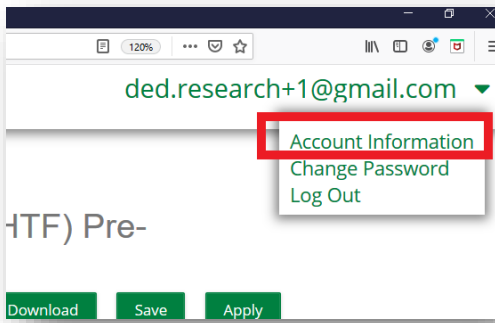 120%
ded.research+1@gmail.com
Account Information
Change Password
Log Out
HTF) Pre-
Download Save Apply